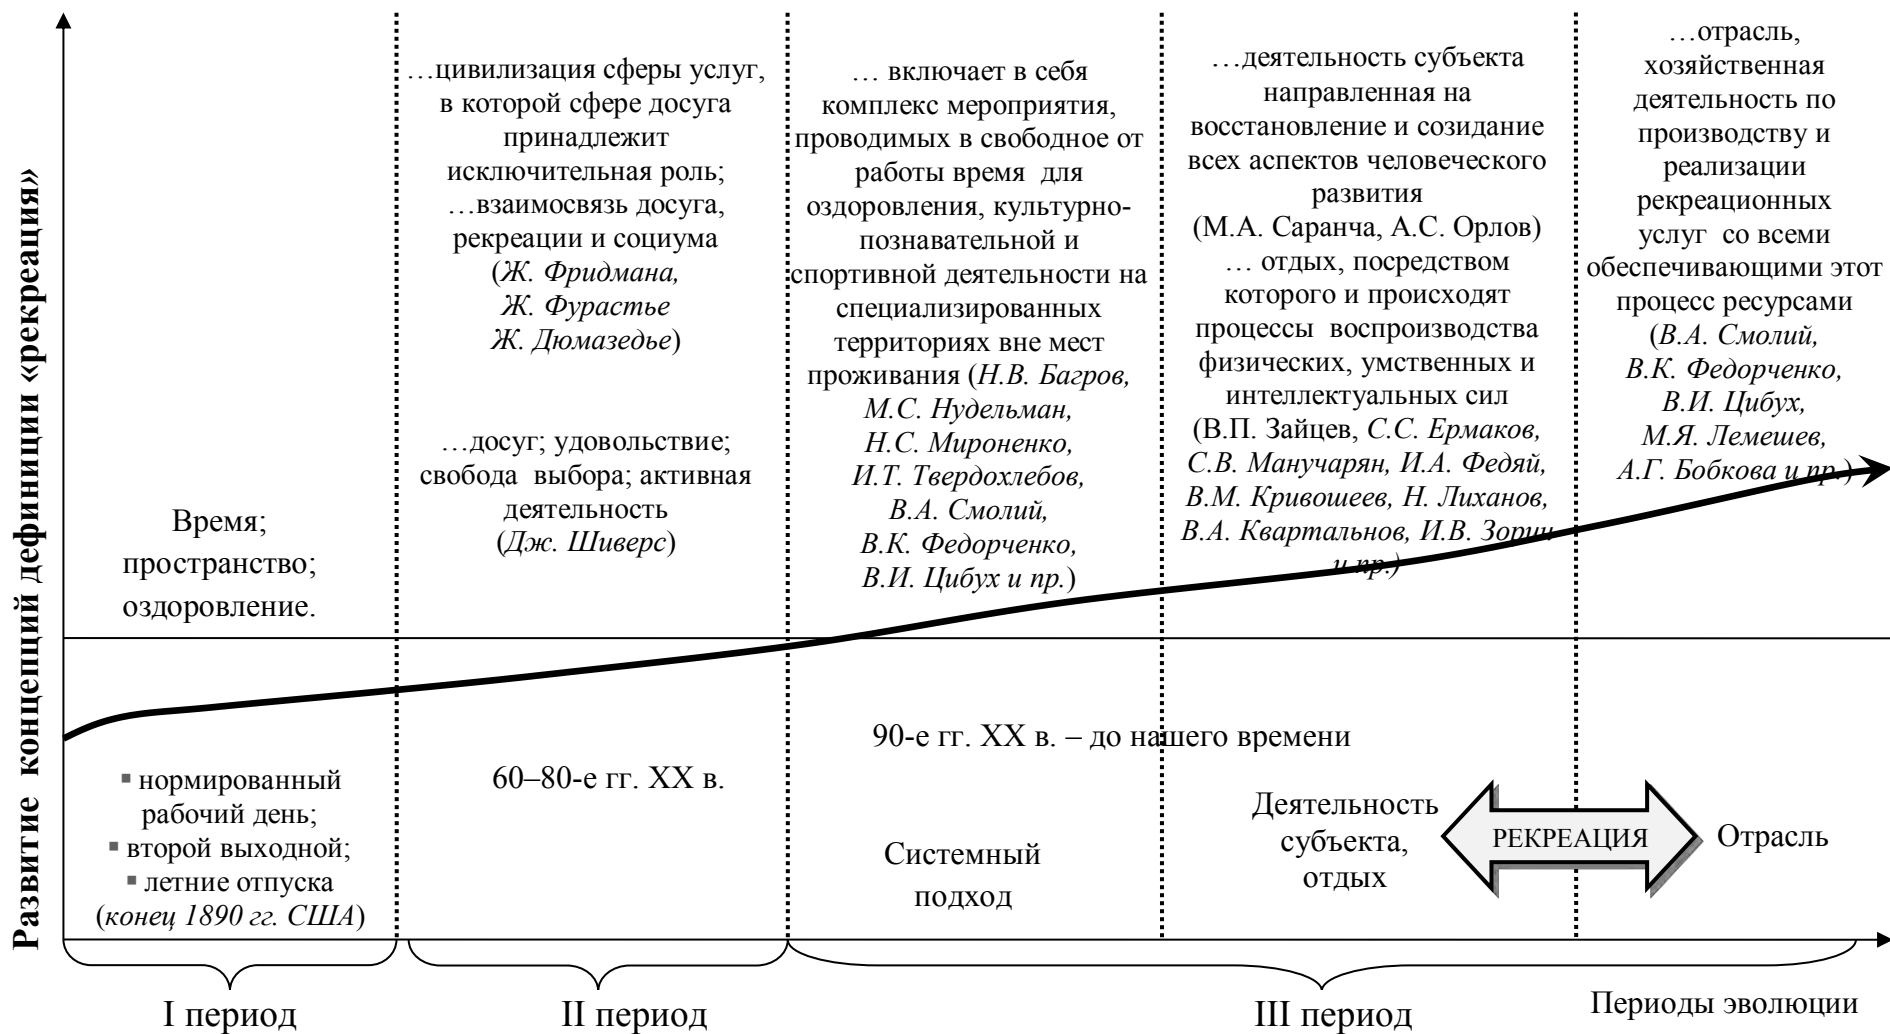 Развитие концепций дефиниции «рекреация»
Время;
пространство;
оздоровление.
…цивилизация сферы услуг,
в которой сфере досуга
принадлежит
исключительная роль;
…взаимосвязь досуга,
рекреации и социума
(Ж. Фридмана,
Ж. Фурастье
Ж. Дюмазедье)
…досуг; удовольствие;
свобода выбора; активная
деятельность
(Дж. Шиверс)
… включает в себя
комплекс мероприятия,
проводимых в свободное от
работы время для
оздоровления, культурно-
познавательной и
спортивной деятельности на
специализированных
территориях вне мест
проживания (Н.В. Багров,
М.С. Нудельман,
Н.С. Мироненко,
И.Т. Твердохлебов,
В.А. Смолий,
В.К. Федорченко,
В.И. Цибух и пр.)
…деятельность субъекта
направленная на
восстановление и созидание
всех аспектов человеческого
развития
(М.А. Саранча, А.С. Орлов)
… отдых, посредством
которого и происходят
процессы воспроизводства
физических, умственных и
интеллектуальных сил
(В.П. Зайцев, С.С. Ермаков,
С.В. Манучарян, И.А. Федяй,
В.М. Кривошеев, Н. Лиханов,
В.А. Квартальнов, И.В. Зорин
и пр.)
…отрасль,
хозяйственная
деятельность по
производству и
реализации
рекреационных
услуг со всеми
обеспечивающими этот
процесс ресурсами
(В.А. Смолий,
В.К. Федорченко,
В.И. Цибух,
М.Я. Лемешев,
А.Г. Бобкова и пр.)
▪ нормированный
рабочий день;
▪ второй выходной;
▪ летние отпуска
(конец 1890 гг. США)
60–80-е гг. XX в.
90-е гг. XX в. – до нашего времени
Системный
подход
Деятельность
субъекта,
отдых
РЕКРЕАЦИЯ
Отрасль
I период
II период
III период
Периоды эволюции